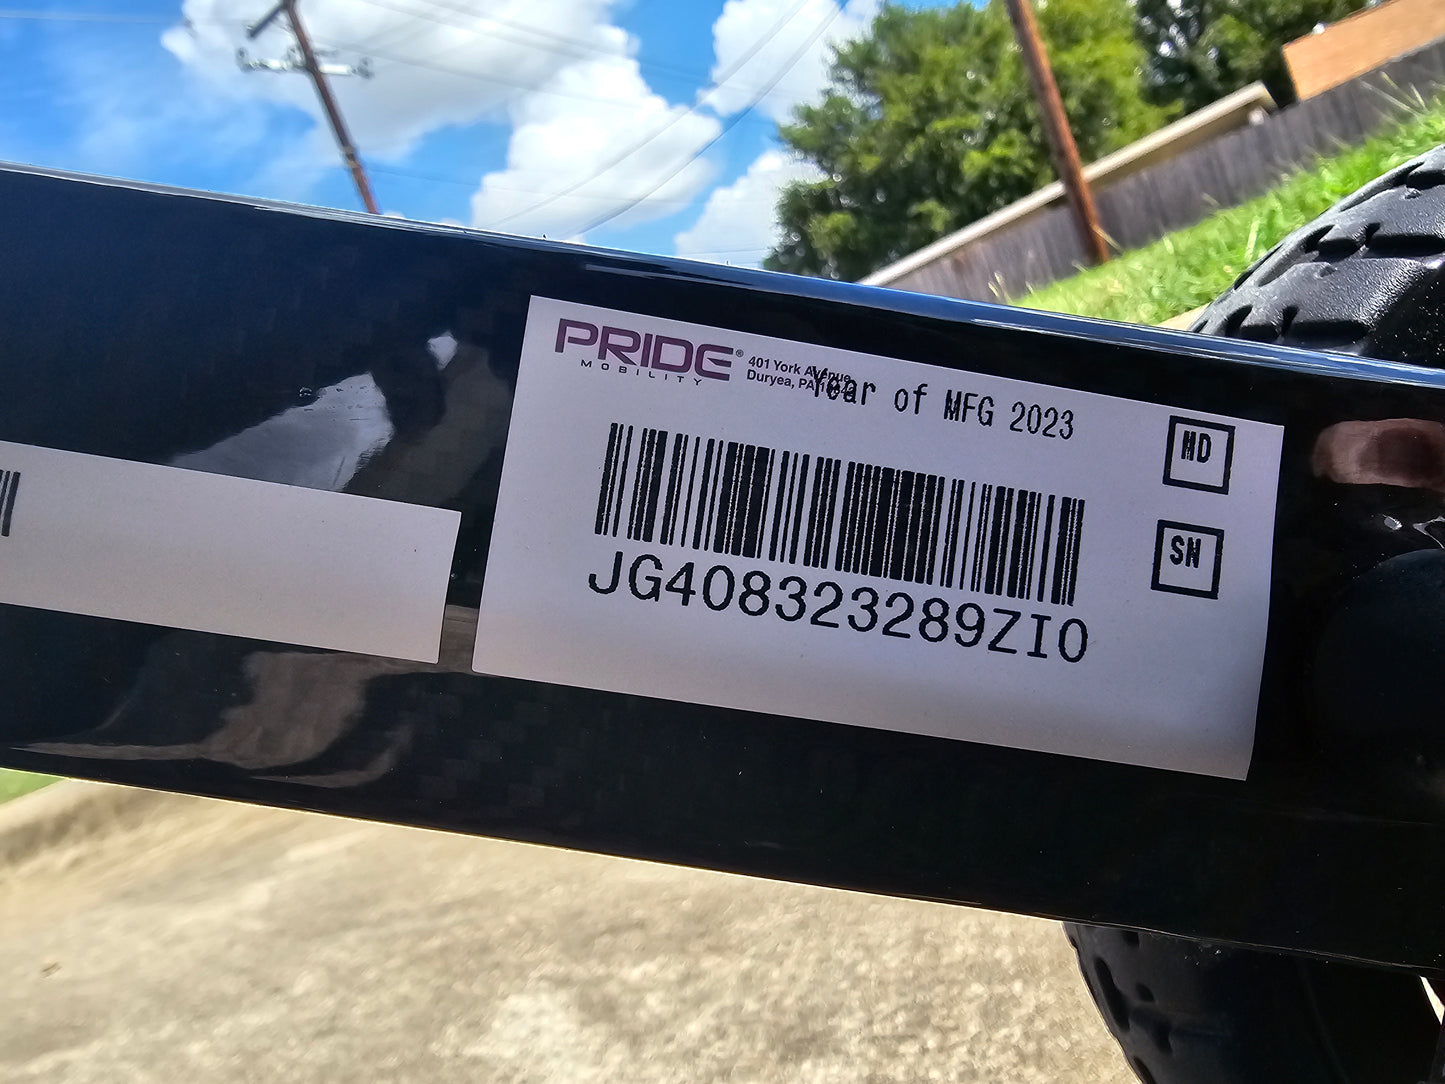 PRIDE®
MOBILITY
401 York Avenue
Duryea, PA
Year of MFG 2023
MD
SN
JG408323289ZI0